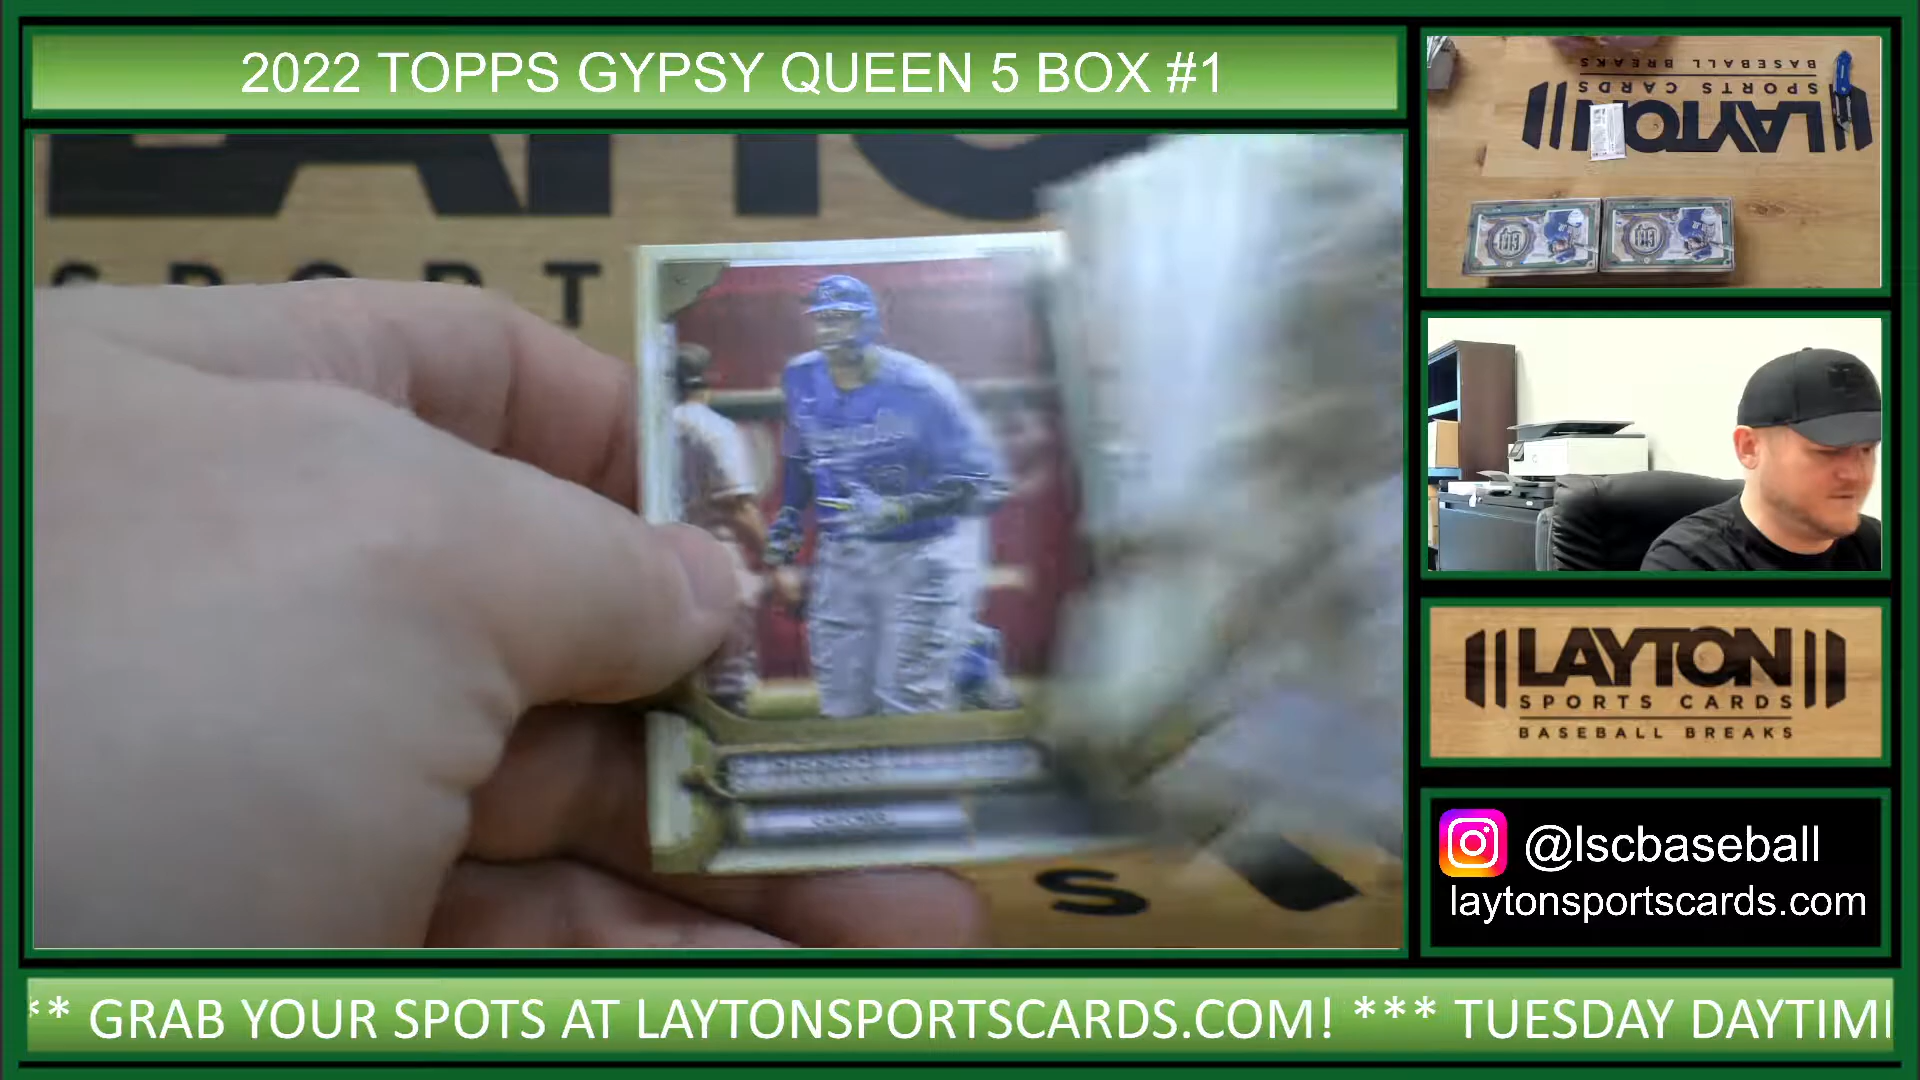 2022 TOPPS GYPSY QUEEN 5 BOX #1
BASEBALL BREAKS
SPORTS CARDS
LAYTON
LAYTON
SPORTS CARDS
BASEBALL BREAKS
@lscbaseball
laytonsportscards.com
** GRAB YOUR SPOTS AT LAYTONSPORTSCARDS.COM! *** TUESDAY DAYTIM